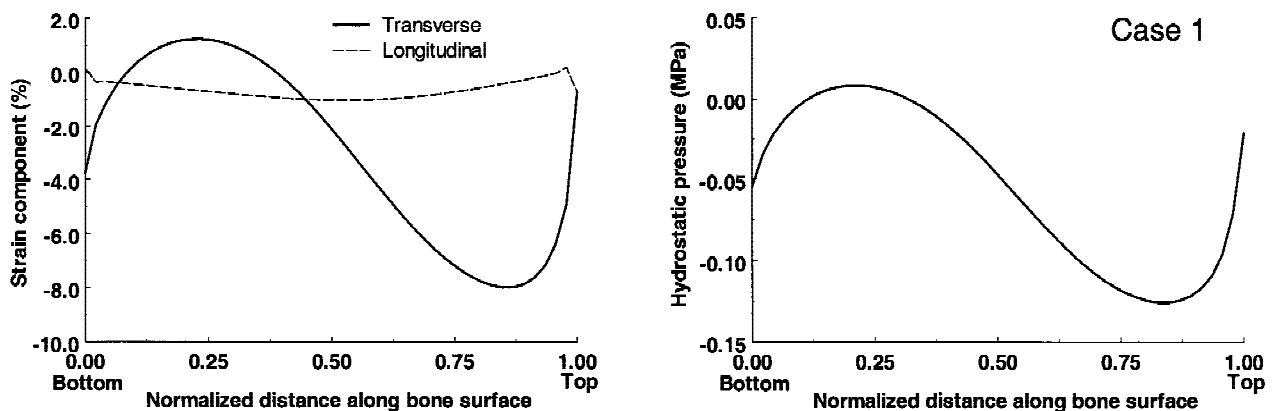 2.0
0.0
-2.0
-4.0
-6.0
-8.0
-10.0
Strain component (%)
Transverse
Longitudinal
0.00
0.25
0.50
0.75
1.00
Bottom
Top
Normalized distance along bone surface
Case 1
0.05
0.00
-0.05
-0.10
-0.15
Hydrostatic pressure (MPa)
0.00
0.25
0.50
0.75
1.00
Bottom
Top
Normalized distance along bone surface